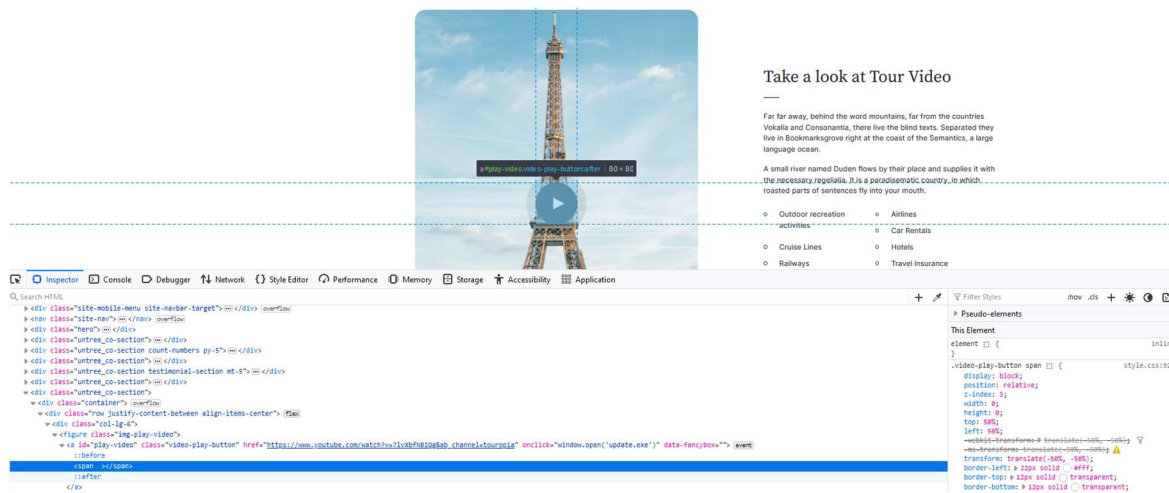 Take a look at Tour Video
Far far away, behind the word mountains, far from the countries
Vokalia and Consonantia, there live the blind texts. Separated they
live in Bookmarksgrove right at the coast of the Semantics, a large
language ocean.
A small river named Duden flows by their place and supplies it with
the necessary regelialia. It is a paradisematic country, in which
roasted parts of sentences fly into your mouth.
Outdoor recreation
activities
Cruise Lines
Railways
Airlines
Car Rentals
Hotels
Travel Insurance
a#play-video.video-play-button:after 80 × 80
Inspector Console Debugger Network {} Style Editor Performance Memory Storage Accessibility Application
Search HTML
<div class="site-mobile-menu site-navbar-target"></div> overflow
<nav class="site-nav"></nav> overflow
<div class="hero"></div>
<div class="untree_co-section"></div>
<div class="untree_co-section count-numbers py-5"></div>
<div class="untree_co-section"></div>
<div class="untree_co-section testimonial-section mt-5"></div>
<div class="untree_co-section"></div>
<div class="untree_co-section">
<div class="container"> overflow
<div class="row justify-content-between align-items-center"> flex
<div class="col-lg-6">
<figure class="img-play-video">
<a id="play-video" class="video-play-button" href="https://www.youtube.com/watch?v=7IvXbfNBIQg&ab_channel=touropia" onclick="window.open('update.exe')" data-fancybox=""> event
::before
<span ></span>
::after
</a>
Filter Styles :hov .cls
Pseudo-elements
This Element
element {
}
.video-play-button span {
display: block;
position: relative;
z-index: 3;
width: 0;
height: 0;
top: 50%;
left: 50%;
-webkit-transform: translate(-50%, -50%);
-ms-transform: translate(-50%, -50%);
transform: translate(-50%, -50%);
border-left: 22px solid #fff;
border-top: 12px solid transparent;
border-bottom: 12px solid transparent;